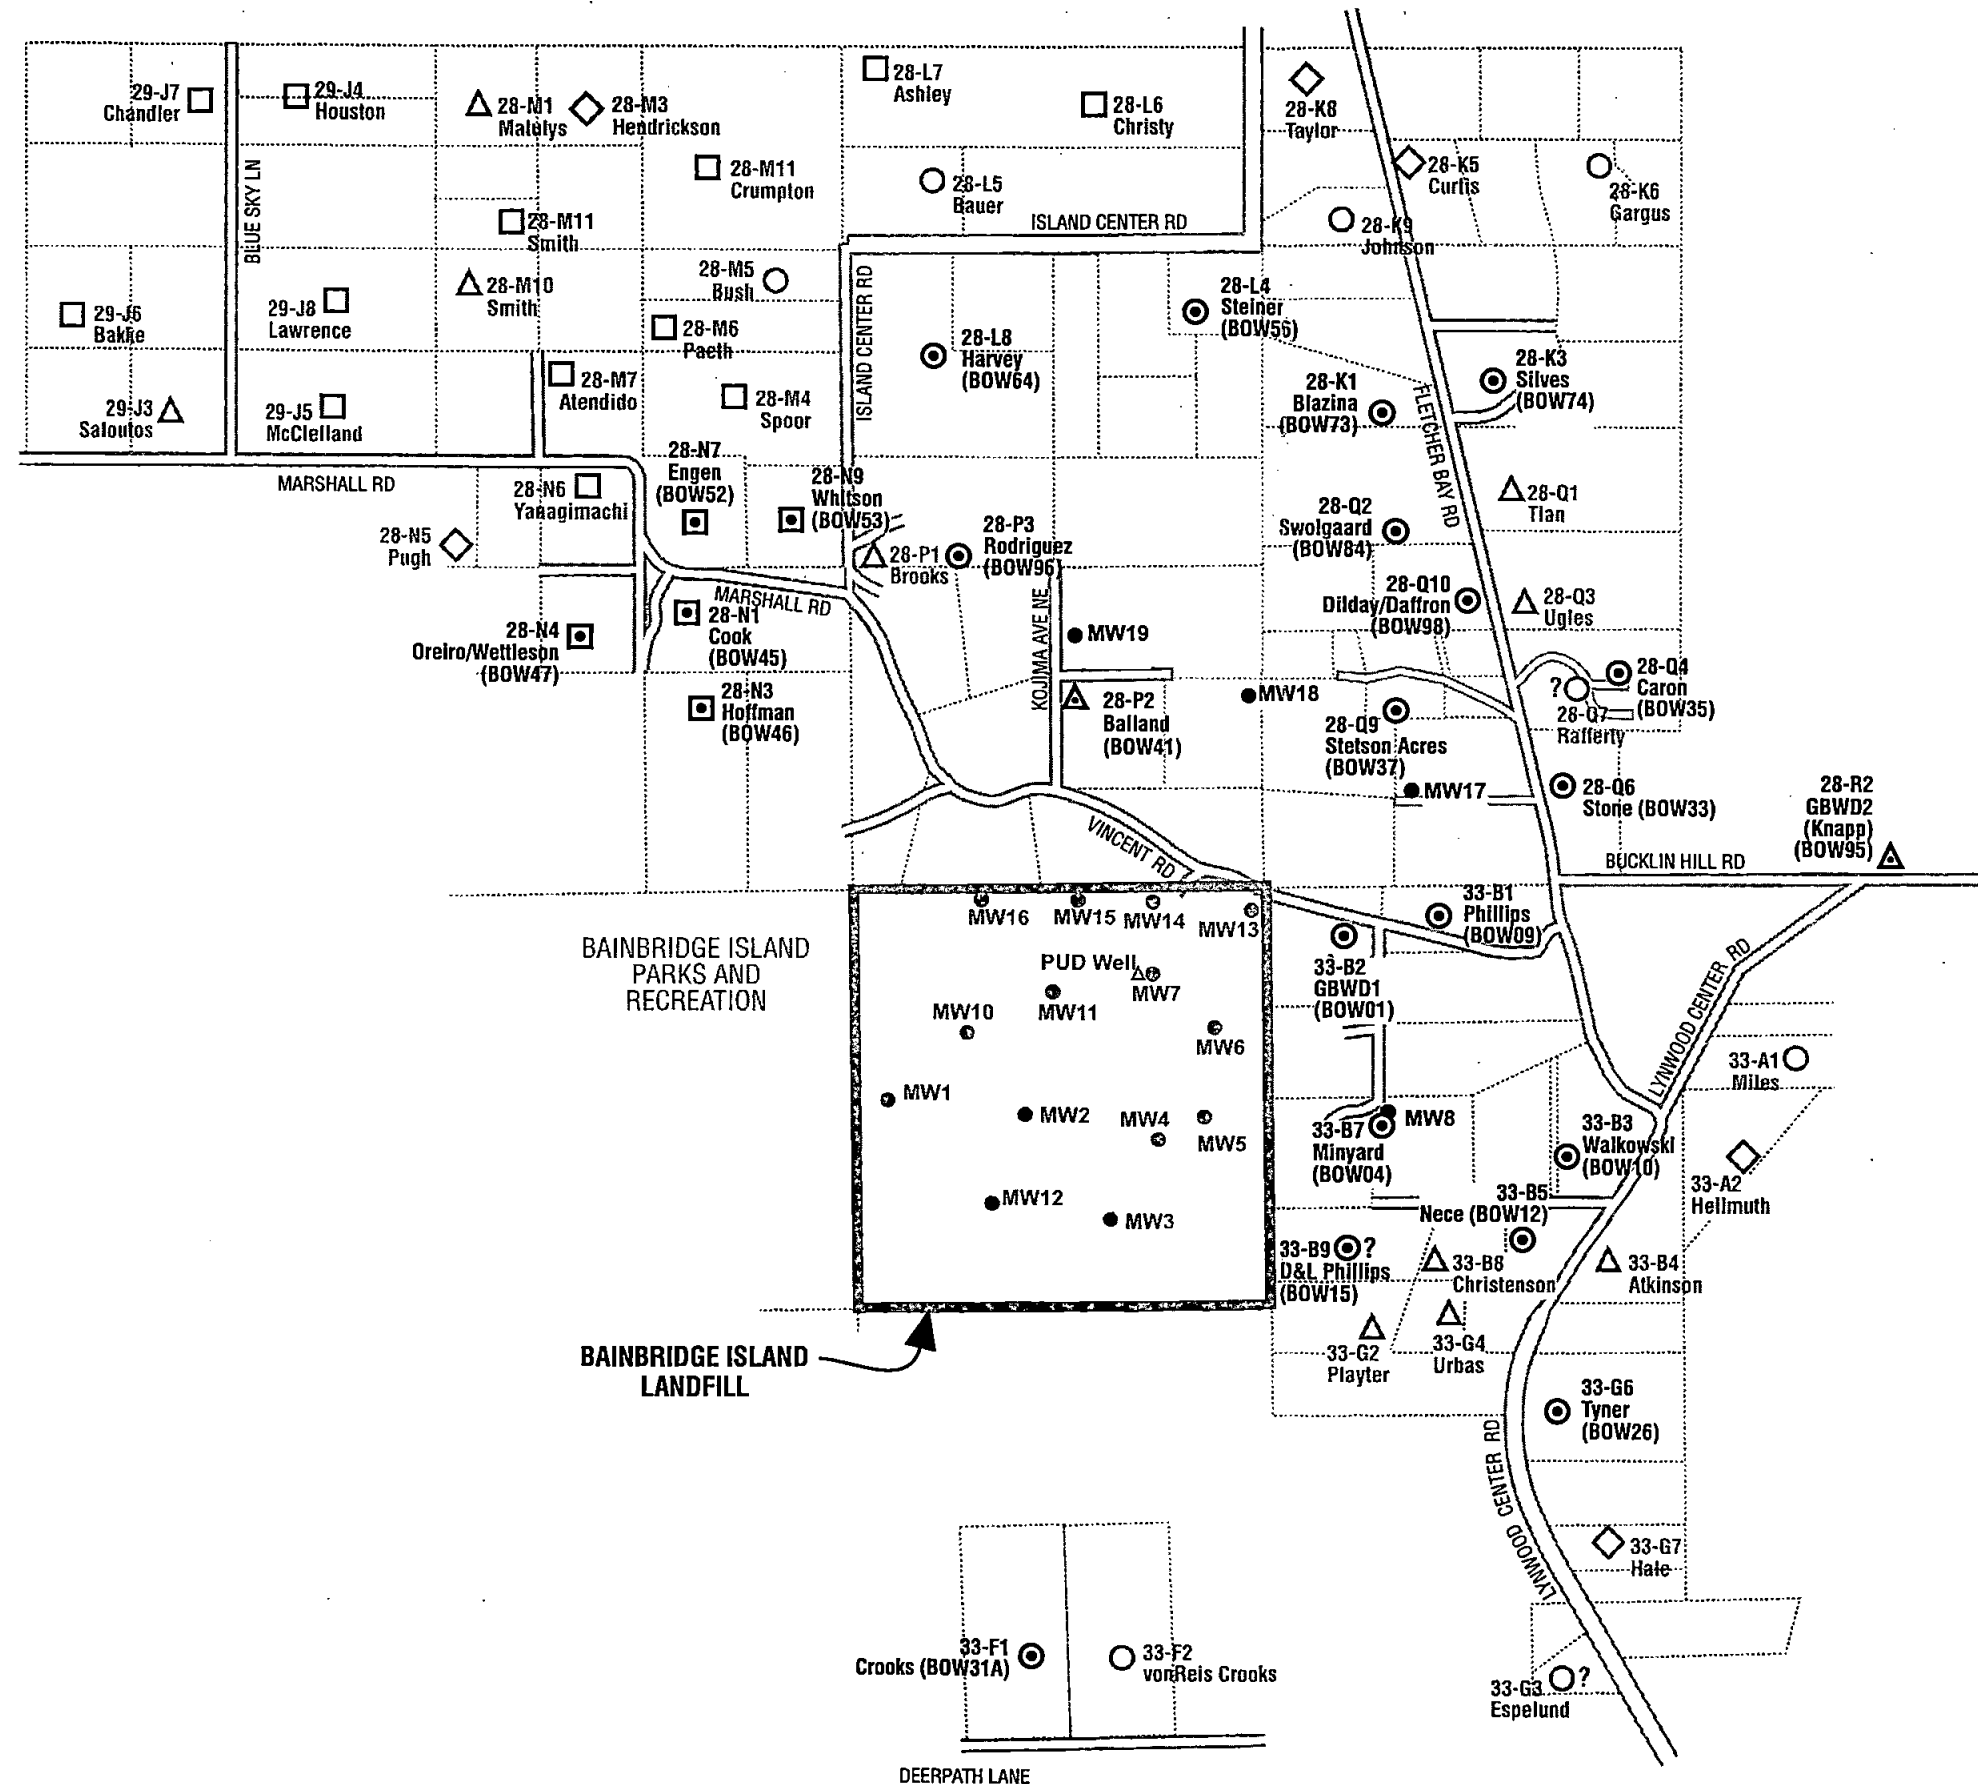 29-J7
Chandler
29-J4
Houston
28-M1
Matulys
28-M3
Hendrickson
28-L7
Ashley
28-L6
Christy
28-K8
Taylor
28-M11
Crumpton
28-L5
Bauer
28-K5
Curtis
28-K6
Gargus
BLUE SKY LN
28-M11
Smith
ISLAND CENTER RD
28-K9
Johnson
29-J6
Bakke
29-J8
Lawrence
28-M10
Smith
28-M5
Bush
28-M6
Paeth
ISLAND CENTER RD
28-L8
Harvey
(BOW64)
28-L4
Steiner
(BOW56)
28-K3
Silves
(BOW74)
28-K1
Blazina
(BOW73)
29-J3
Saloutos
29-J5
McClelland
28-M7
Atendido
28-M4
Spoor
FLETCHER BAY RD
MARSHALL RD
28-N6
Yanagimachi
28-N7
Engen
(BOW52)
28-N9
Whitson
(BOW53)
28-N5
Pugh
28-P1
Brooks
28-P3
Rodriguez
(BOW96)
28-Q2
Swolgaard
(BOW84)
28-Q1
Tlan
28-Q10
Dilday/Daffron
(BOW98)
28-Q3
Ugles
MARSHALL RD
28-N4
Oreiro/Wettleson
(BOW47)
28-N1
Cook
(BOW45)
28-N3
Hoffman
(BOW46)
KOJIMA AVE NE
MW19
MW18
28-P2
Balland
(BOW41)
28-Q9
Stetson Acres
(BOW37)
MW17
?
28-Q7
Rafferty
28-Q4
Caron
(BOW35)
28-Q6
Stone (BOW33)
28-R2
GBWD2
(Knapp)
(BOW95)
VINCENT RD
BUCKLIN HILL RD
BAINBRIDGE ISLAND
PARKS AND
RECREATION
MW16
MW15
MW14
MW13
PUD Well
MW7
MW10
MW11
MW6
MW1
MW2
MW4
MW5
MW12
MW3
33-B1
Phillips
(BOW09)
33-B2
GBWD1
(BOW01)
LYNWOOD CENTER RD
33-A1
Miles
MW8
33-B7
Minyard
(BOW04)
33-B3
Walkowski
(BOW10)
33-A2
Hellmuth
33-B5
Nece (BOW12)
33-B9
?
D&L Phillips
(BOW15)
33-B8
Christenson
33-B4
Atkinson
33-G2
Playter
33-G4
Urbas
BAINBRIDGE ISLAND
LANDFILL
33-G6
Tyner
(BOW26)
LYNWOOD CENTER RD
33-G7
Hale
33-F1
Crooks (BOW31A)
33-F2
vonReis Crooks
33-G3
?
Espelund
DEERPATH LANE